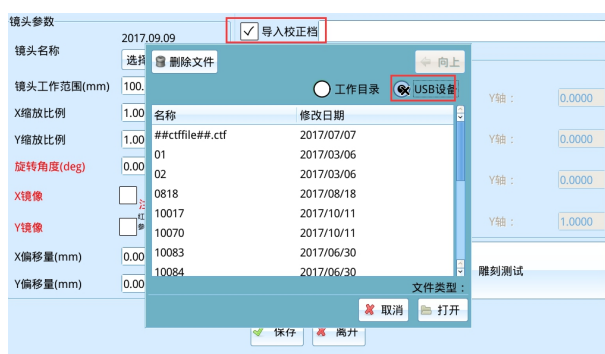 镜头参数
2017.09.09
导入校正档
镜头名称
选择
删除文件
向上
镜头工作范围(mm)
100.
工作目录
USB设备
Y轴：
0.0000
X缩放比例
1.00
名称
修改日期
##ctffile##.ctf
2017/07/07
Y缩放比例
1.00
Y轴：
0.0000
01
2017/03/06
旋转角度(deg)
0.00
02
2017/03/06
Y轴：
0.0000
X镜像
0818
2017/08/18
10017
2017/10/11
Y镜像
10070
2017/10/11
Y轴：
1.0000
X偏移量(mm)
0.00
10083
2017/06/30
10084
2017/06/30
雕刻测试
Y偏移量(mm)
0.00
文件类型：
取消
打开
保存
离开